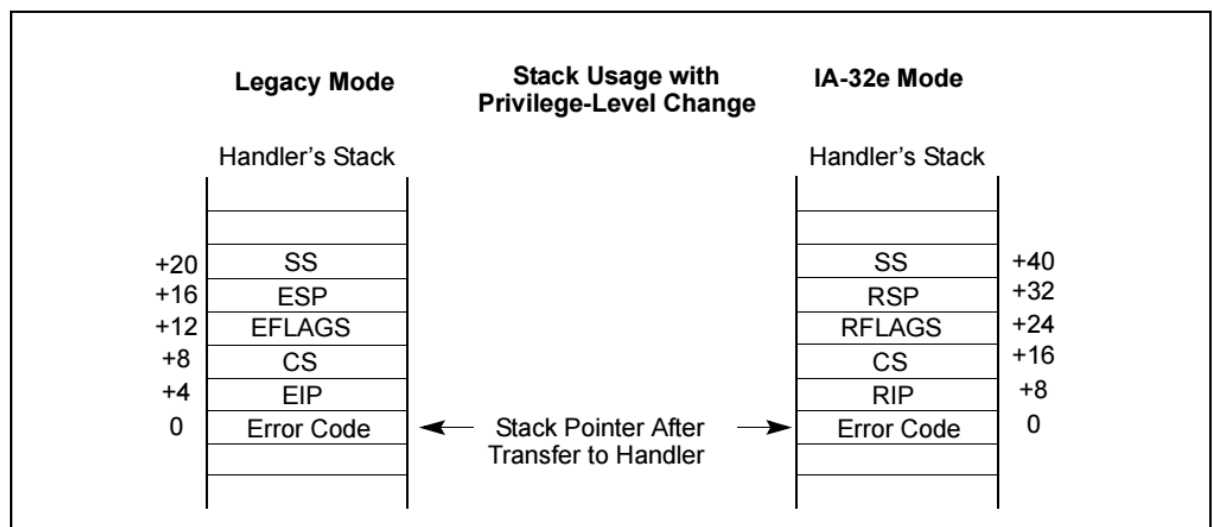 Legacy Mode
Stack Usage with
Privilege-Level Change
IA-32e Mode
Handler’s Stack
Handler’s Stack
+20 SS
SS +40
+16 ESP
RSP +32
+12 EFLAGS
RFLAGS +24
+8 CS
CS +16
+4 EIP
RIP +8
0 Error Code
Stack Pointer After
Transfer to Handler
Error Code 0